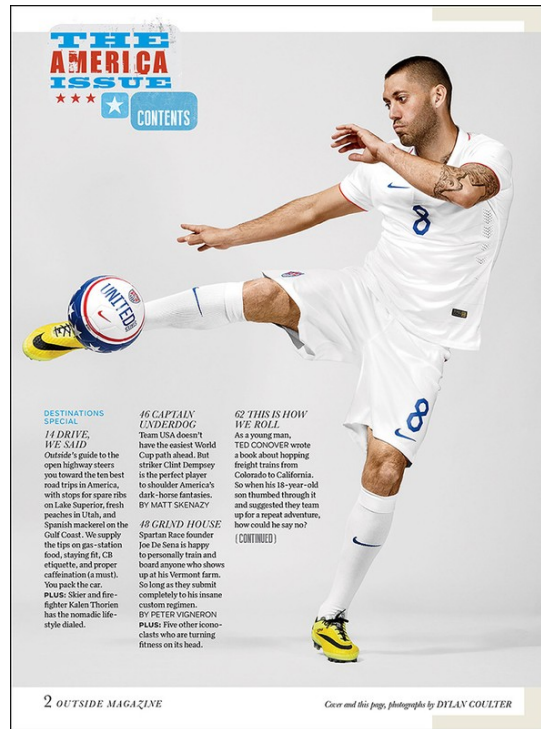 THE
AMERICA
ISSUE
CONTENTS
8
UNITED
8
DESTINATIONS
SPECIAL
14 DRIVE,
WE SAID
Outside's guide to the
open highway steers
you toward the ten best
road trips in America,
with stops for spare ribs
on Lake Superior, fresh
peaches in Utah, and
Spanish mackerel on the
Gulf Coast. We supply
the tips on gas-station
food, staying fit, CB
etiquette, and proper
caffeination (a must).
You pack the car.
PLUS: Skier and fire-
fighter Kalen Thorien
has the nomadic life-
style dialed.
46 CAPTAIN
UNDERDOG
Team USA doesn't
have the easiest World
Cup path ahead. But
striker Clint Dempsey
is the perfect player
to shoulder America's
dark-horse fantasies.
BY MATT SKENAZY
48 GRIND HOUSE
Spartan Race founder
Joe De Sena is happy
to personally train and
board anyone who shows
up at his Vermont farm.
So long as they submit
completely to his insane
custom regimen.
BY PETER VIGNERON
PLUS: Five other icono-
clasts who are turning
fitness on its head.
62 THIS IS HOW
WE ROLL
As a young man,
TED CONOVER wrote
a book about hopping
freight trains from
Colorado to California.
So when his 18-year-old
son thumbed through it
and suggested they team
up for a repeat adventure,
how could he say no?
(CONTINUED)
2 OUTSIDE MAGAZINE
Cover and this page, photographs by DYLAN COULTER